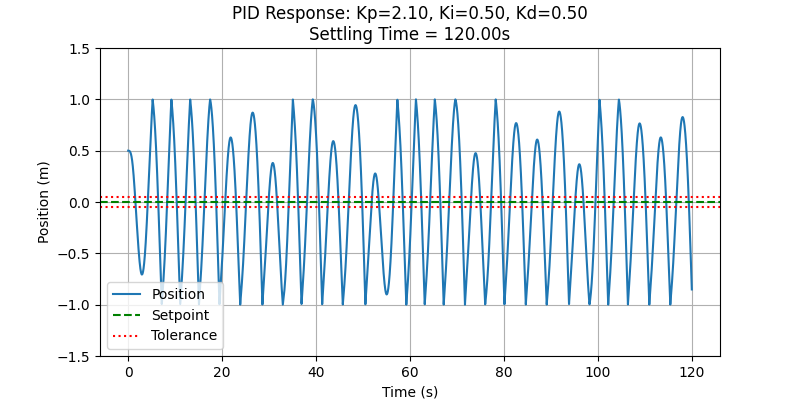 PID Response: Kp=2.10, Ki=0.50, Kd=0.50
Settling Time = 120.00s
Position (m)
1.5
1.0
0.5
0.0
−0.5
−1.0
−1.5
Position
Setpoint
Tolerance
0 20 40 60 80 100 120
Time (s)